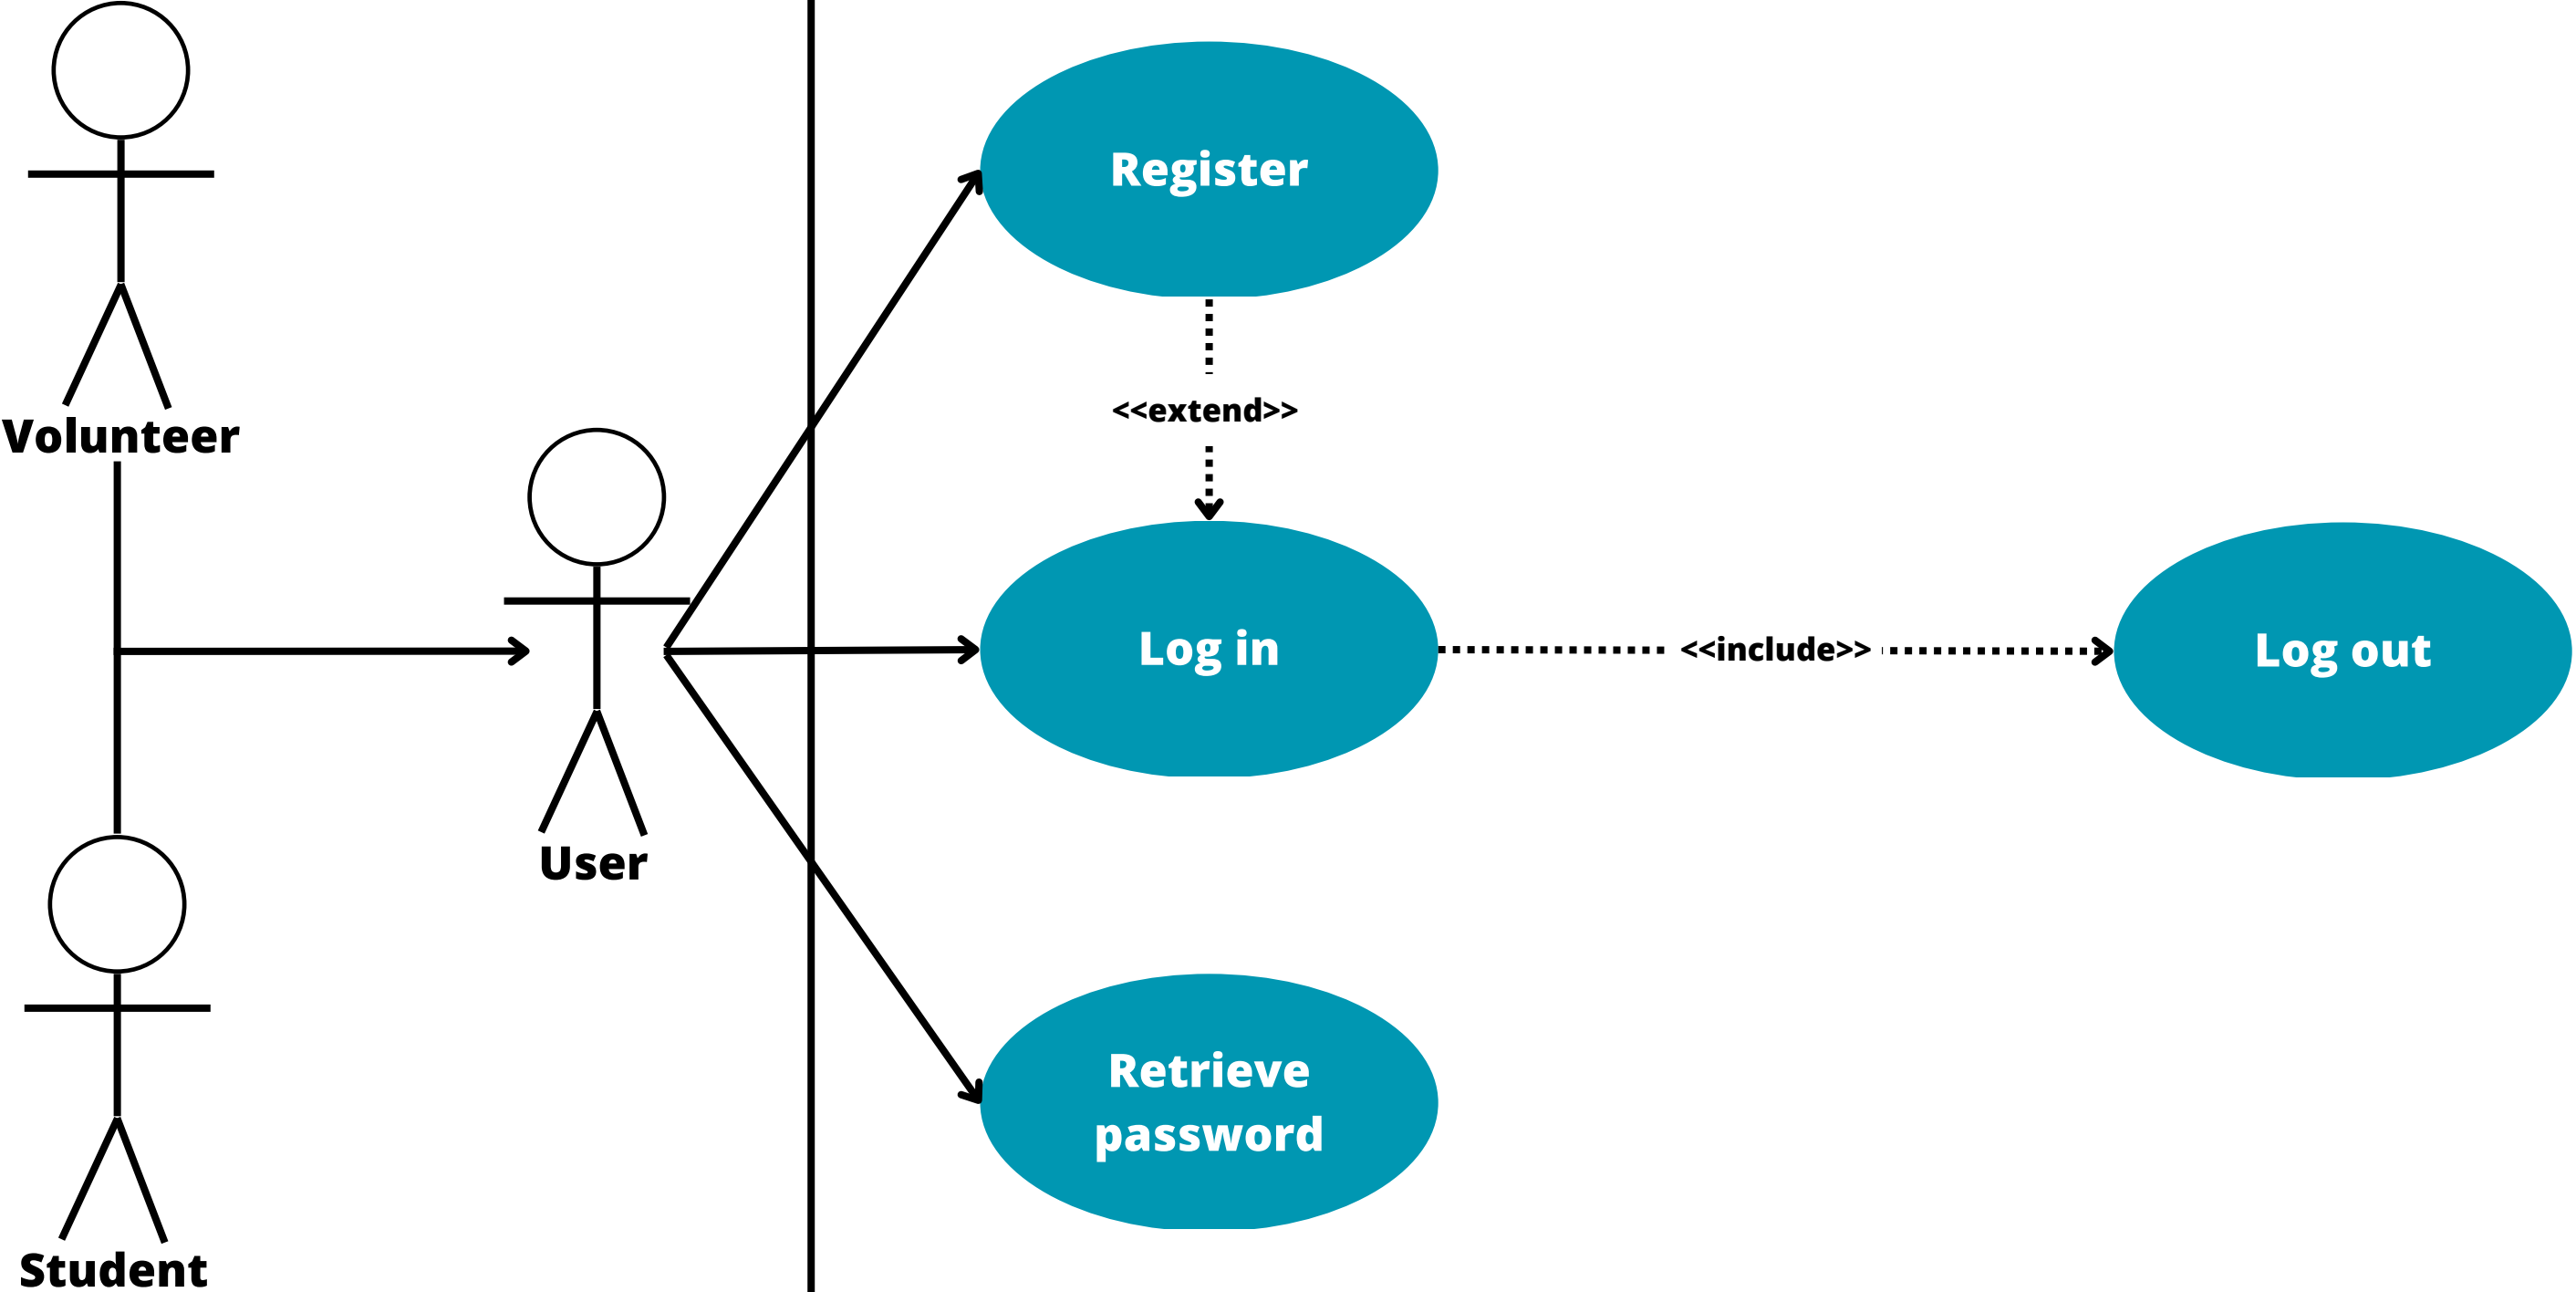 Volunteer
Student
User
Register
<<extend>>
Log in
<<include>>
Log out
Retrieve
password